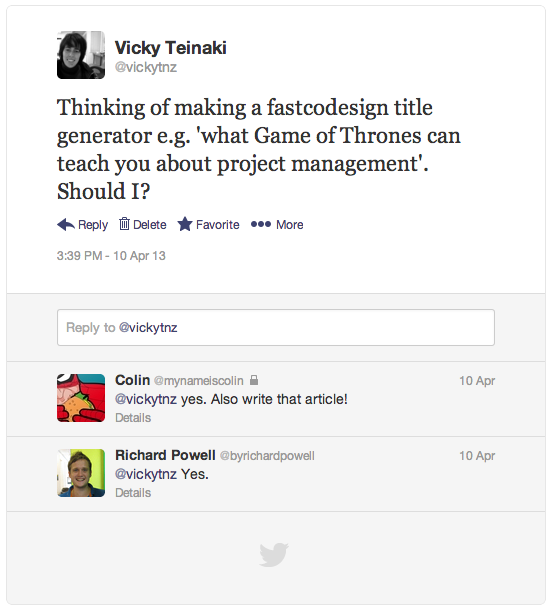 Vicky Teinaki
@vickytnz
Thinking of making a fastcodesign title
generator e.g. 'what Game of Thrones can
teach you about project management'.
Should I?
Reply Delete Favorite More
3:39 PM - 10 Apr 13
Reply to @vickytnz
Colin @mynameiscolin 10 Apr
@vickytnz yes. Also write that article!
Details
Richard Powell @byrichardpowell 10 Apr
@vickytnz Yes.
Details